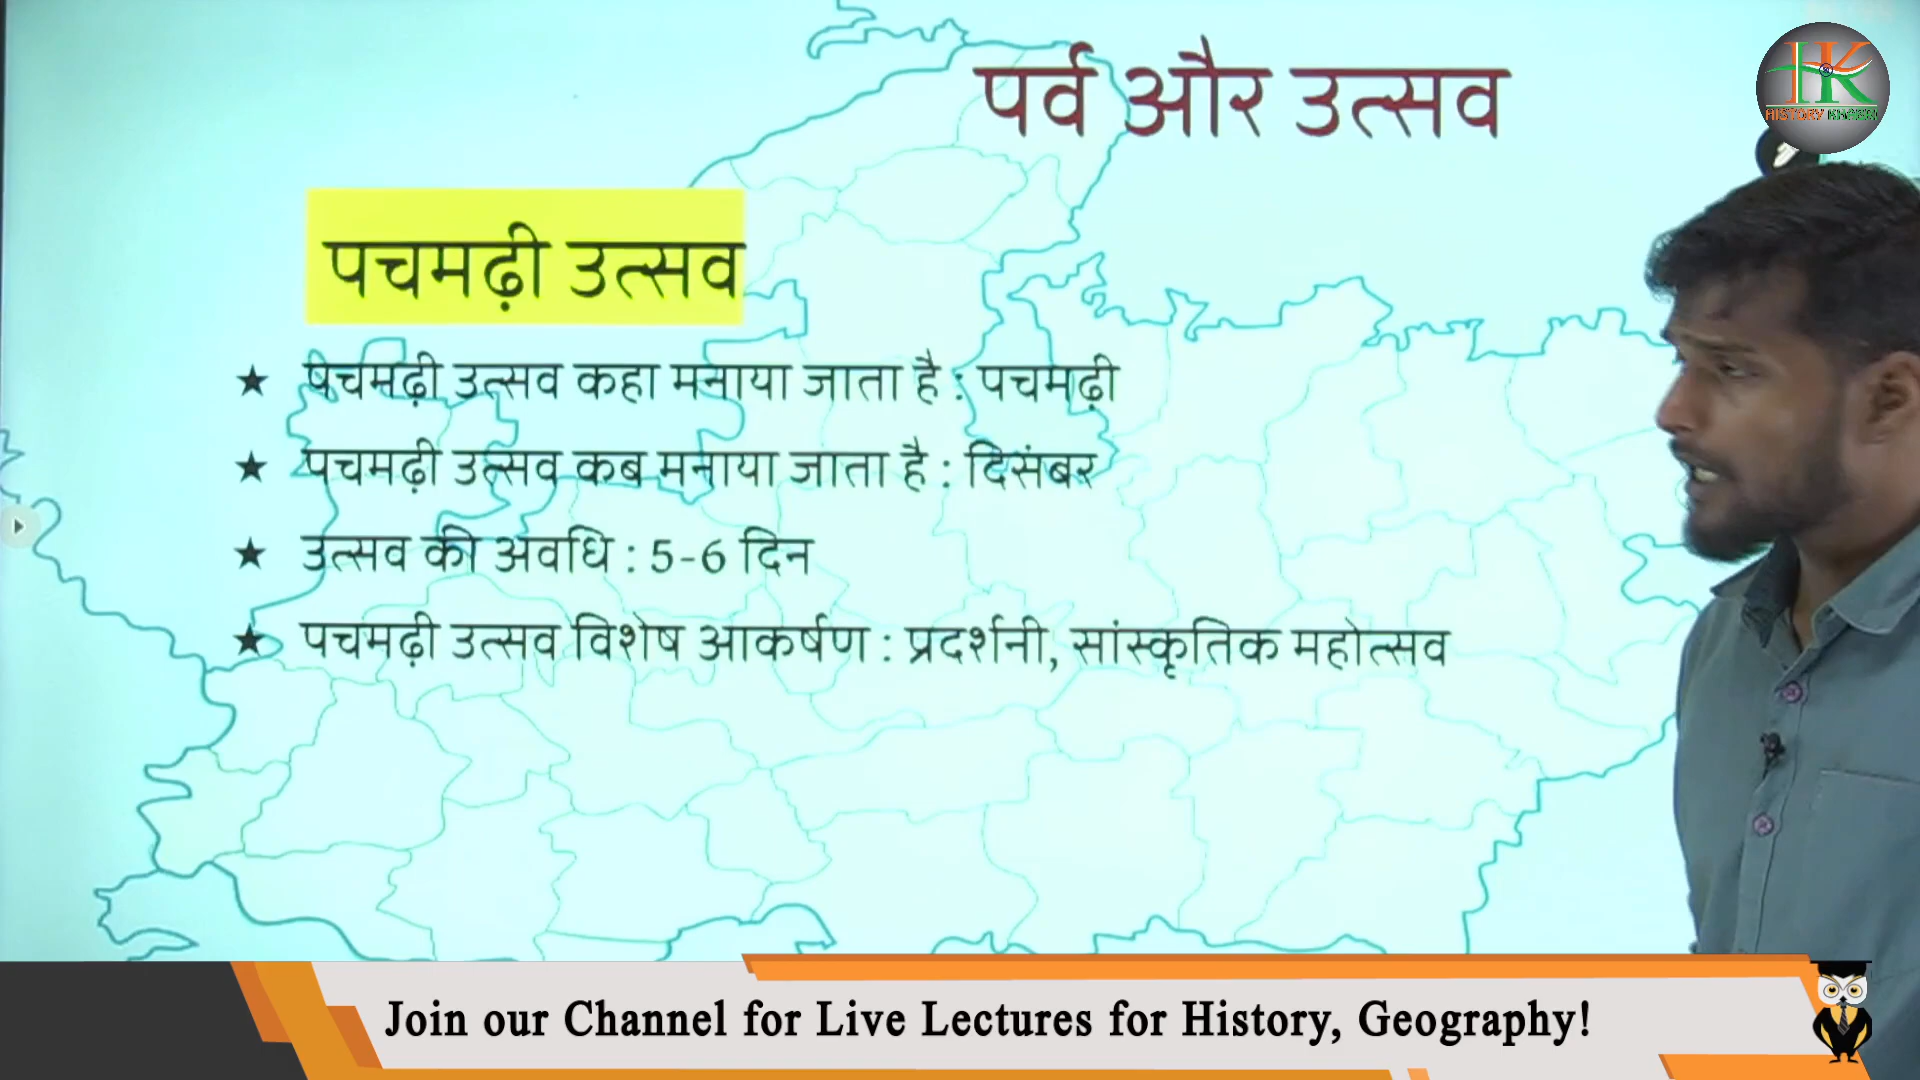 पर्व और उत्सव
HK
HISTORY
पचमढ़ी उत्सव
★ पचमढ़ी उत्सव कहा मनाया जाता है : पचमढ़ी
★ पचमढ़ी उत्सव कब मनाया जाता है : दिसंबर
★ उत्सव की अवधि : 5-6 दिन
★ पचमढ़ी उत्सव विशेष आकर्षण : प्रदर्शनी, सांस्कृतिक महोत्सव
Join our Channel for Live Lectures for History, Geography!